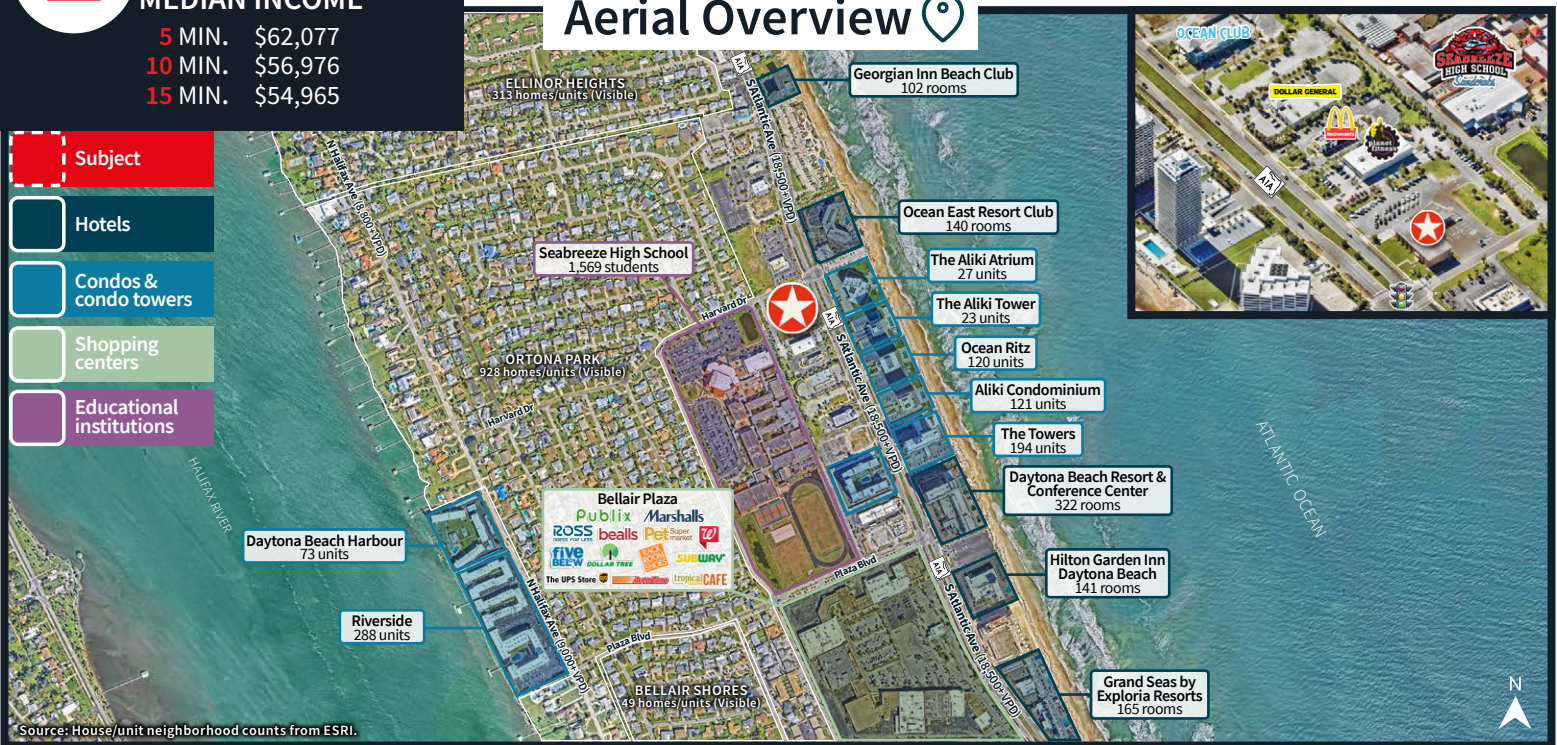 MEDIAN INCOME
5 MIN. $62,077
10 MIN. $56,976
15 MIN. $54,965
Aerial Overview
Subject
Hotels
Condos &
condo towers
Shopping
centers
Educational
institutions
ELLINOR HEIGHTS
313 homes/units (Visible)
N Halifax Ave (8,800+VPD)
A1A
S Atlantic Ave (18,500+VPD)
Georgian Inn Beach Club
102 rooms
Ocean East Resort Club
140 rooms
Seabreeze High School
1,569 students
The Aliki Atrium
27 units
The Aliki Tower
23 units
Harvard Dr
A1A
Ocean Ritz
120 units
ORTONA PARK
928 homes/units (Visible)
S Atlantic Ave (18,500+VPD)
Aliki Condominium
121 units
Harvard Dr
The Towers
194 units
Daytona Beach Resort &
Conference Center
322 rooms
HALIFAX RIVER
ATLANTIC OCEAN
Bellair Plaza
Publix Marshalls
ROSS DRESS FOR LESS bealls Pet Supermarket W
five BELOW DOLLAR TREE RACK ROOM SHOES SUBWAY
The UPS Store ups AutoZone tropical CAFE
Daytona Beach Harbour
73 units
Plaza Blvd
A1A
Hilton Garden Inn
Daytona Beach
141 rooms
N Halifax Ave (9,000+VPD)
S Atlantic Ave (18,500+VPD)
Riverside
288 units
Plaza Blvd
BELLAIR SHORES
49 homes/units (Visible)
Grand Seas by
Exploria Resorts
165 rooms
Source: House/unit neighborhood counts from ESRI.
N
OCEAN CLUB
SEABREEZE
HIGH SCHOOL
Sandcrabs
DOLLAR GENERAL
McDonald's
planet
fitness
A1A